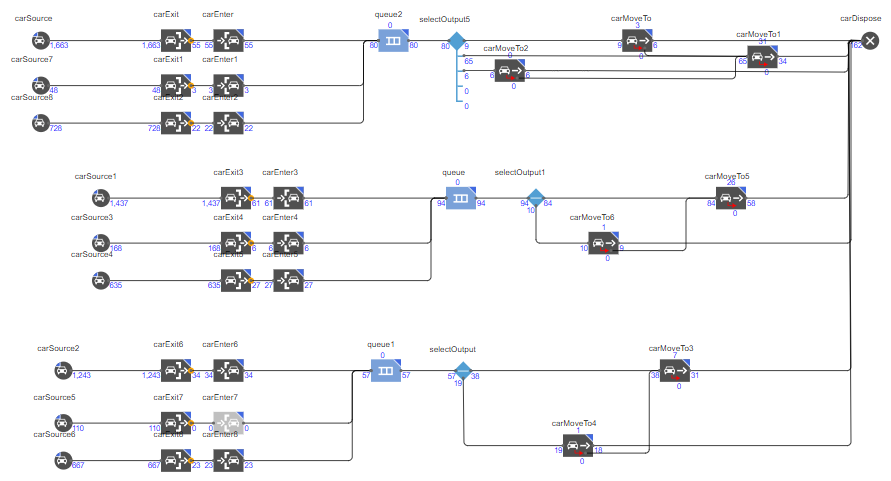 carSource carExit carEnter queue2 selectOutput5 carMoveTo carDispose
0 3
carMoveTo1
31
1,663 1,663 55 55 55 80 80 80 9 9 6 162
carMoveTo2
0
0
carSource7 carExit1 carEnter1 65 65 34
0
6 6 6
48 48 3 3 3 0 0
carSource8 carExit2 carEnter2
0
728 728 22 22 22
carSource1 carExit3 carEnter3 queue selectOutput1 carMoveTo5
0 26
1,437 1,437 61 61 61 94 94 94 84 84 58
10 0
carSource3 carExit4 carEnter4 carMoveTo6
1
168 168 6 6 6 10 9
0
carSource4 carExit5 carEnter5
635 635 27 27 27
carSource2 carExit6 carEnter6 queue1 selectOutput carMoveTo3
0 7
1,243 1,243 34 34 34 57 57 57 38 38 31
19 0
carSource5 carExit7 carEnter7
110 110 0 0 0
carMoveTo4
1
carSource6 carExit8 carEnter8
19 18
0
667 667 23 23 23